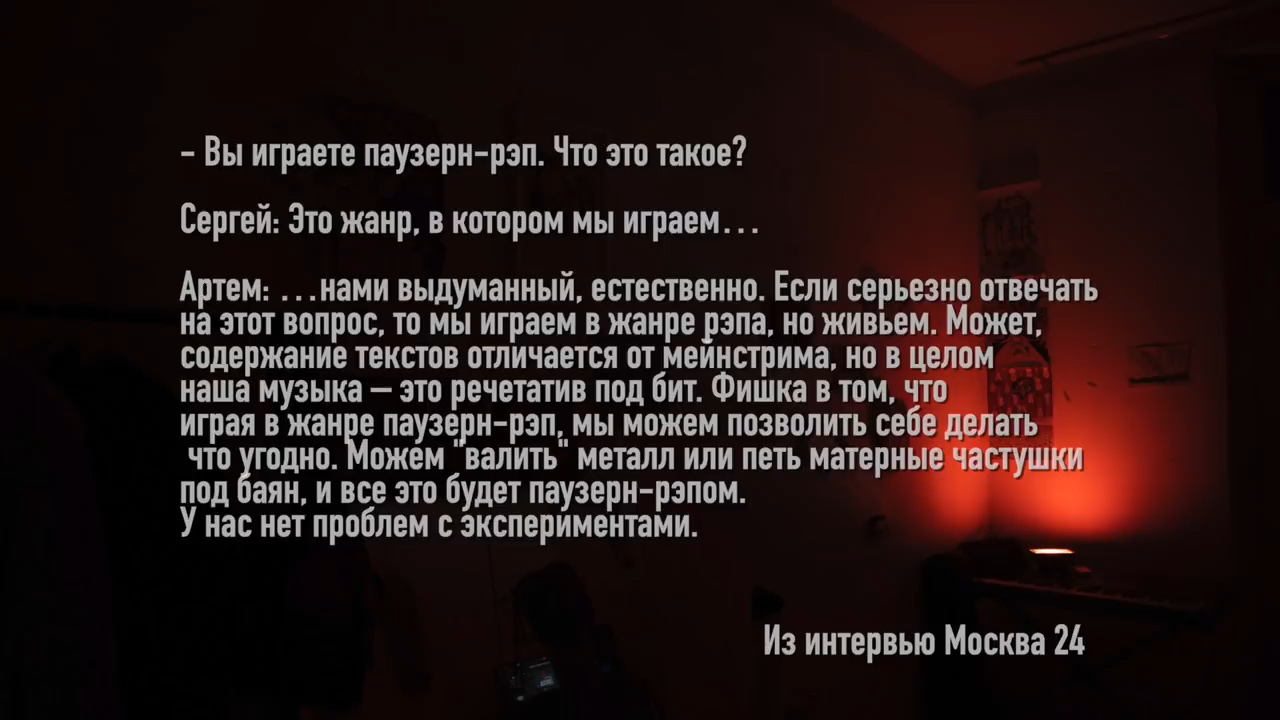 - Вы играете паузерн-рэп. Что это такое?
Сергей: Это жанр, в котором мы играем...
Артем: ...нами выдуманный, естественно. Если серьезно отвечать
на этот вопрос, то мы играем в жанре рэпа, но живьем. Может,
содержание текстов отличается от мейнстрима, но в целом
наша музыка – это речетатив под бит. Фишка в том, что
играя в жанре паузерн-рэп, мы можем позволить себе делать
что угодно. Можем "валить" металл или петь матерные частушки
под баян, и все это будет паузерн-рэпом.
У нас нет проблем с экспериментами.
Из интервью Москва 24